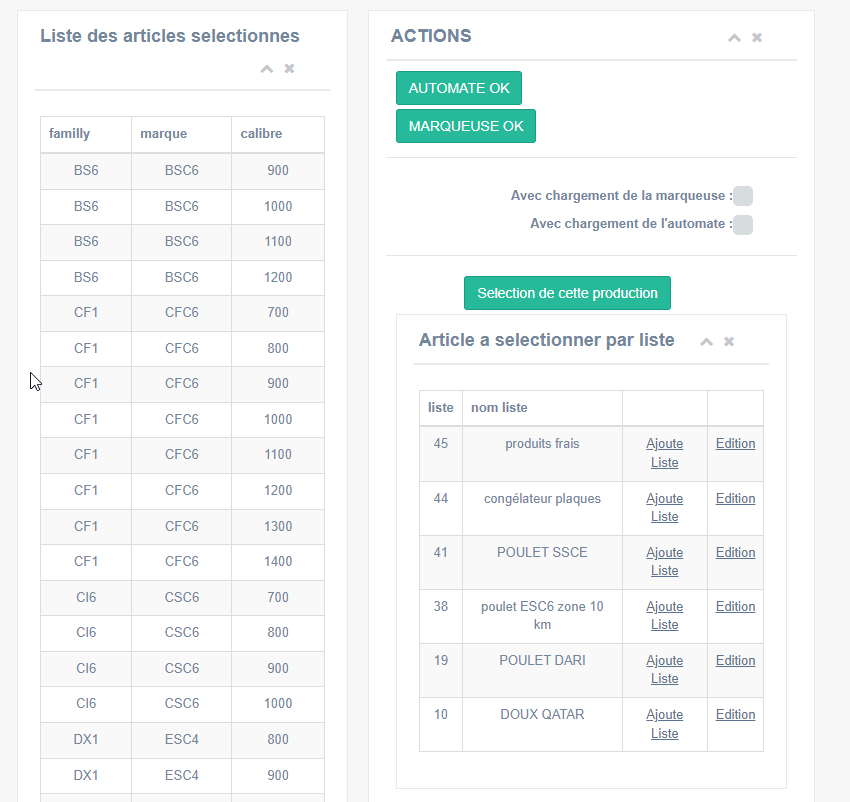 Liste des articles selectionnes
familly marque calibre
BS6 BSC6 900
BS6 BSC6 1000
BS6 BSC6 1100
BS6 BSC6 1200
CF1 CFC6 700
CF1 CFC6 800
CF1 CFC6 900
CF1 CFC6 1000
CF1 CFC6 1100
CF1 CFC6 1200
CF1 CFC6 1300
CF1 CFC6 1400
CI6 CSC6 700
CI6 CSC6 800
CI6 CSC6 900
CI6 CSC6 1000
DX1 ESC4 800
DX1 ESC4 900
ACTIONS
AUTOMATE OK
MARQUEUSE OK
Avec chargement de la marqueuse :
Avec chargement de l'automate :
Selection de cette production
Article a selectionner par liste
liste nom liste
45 produits frais Ajoute Edition
Liste
44 congélateur plaques Ajoute Edition
Liste
41 POULET SSCE Ajoute Edition
Liste
38 poulet ESC6 zone 10 Ajoute Edition
km Liste
19 POULET DARI Ajoute Edition
Liste
10 DOUX QATAR Ajoute Edition
Liste